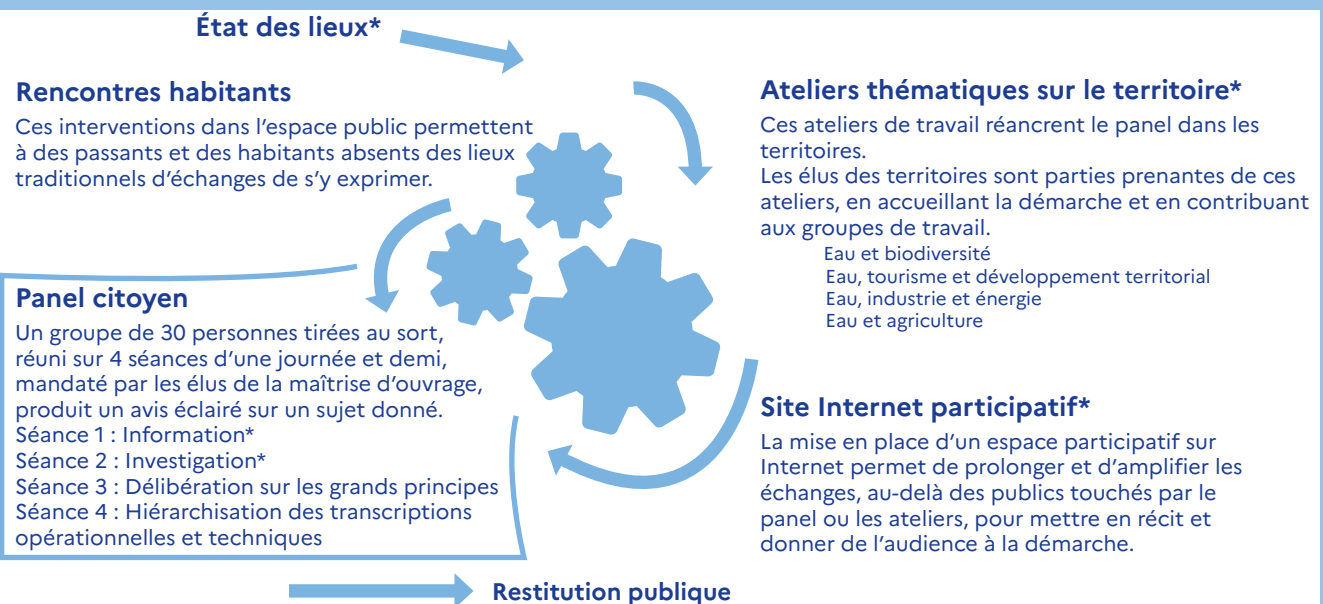 État des lieux*
Rencontres habitants
Ces interventions dans l'espace public permettent
à des passants et des habitants absents des lieux
traditionnels d'échanges de s'y exprimer.
Panel citoyen
Un groupe de 30 personnes tirées au sort,
réuni sur 4 séances d'une journée et demi,
mandaté par les élus de la maîtrise d'ouvrage,
produit un avis éclairé sur un sujet donné.
Séance 1 : Information*
Séance 2 : Investigation*
Séance 3 : Délibération sur les grands principes
Séance 4 : Hiérarchisation des transcriptions
opérationnelles et techniques
Ateliers thématiques sur le territoire*
Ces ateliers de travail réancrent le panel dans les
territoires.
Les élus des territoires sont parties prenantes de ces
ateliers, en accueillant la démarche et en contribuant
aux groupes de travail.
Eau et biodiversité
Eau, tourisme et développement territorial
Eau, industrie et énergie
Eau et agriculture
Site Internet participatif*
La mise en place d'un espace participatif sur
Internet permet de prolonger et d'amplifier les
échanges, au-delà des publics touchés par le
panel ou les ateliers, pour mettre en récit et
donner de l'audience à la démarche.
Restitution publique